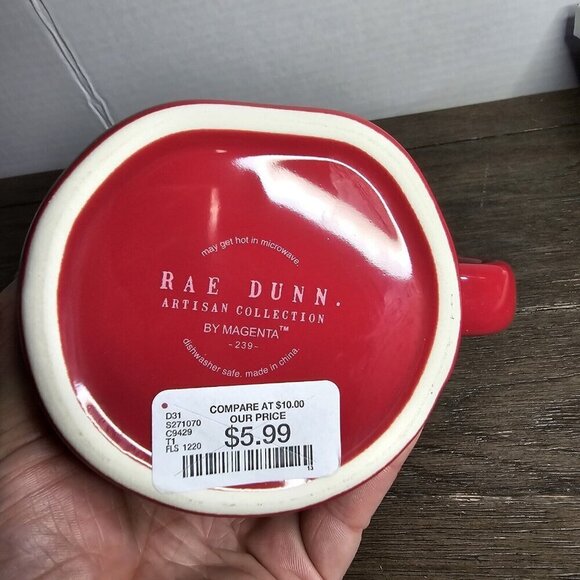 may get hot in microwave.
RAE DUNN.
ARTISAN COLLECTION
BY MAGENTA™
-239-
dishwasher safe. made in china.
D31
S271070
C9429
T1
FLS 1220
COMPARE AT $10.00
OUR PRICE
$5.99